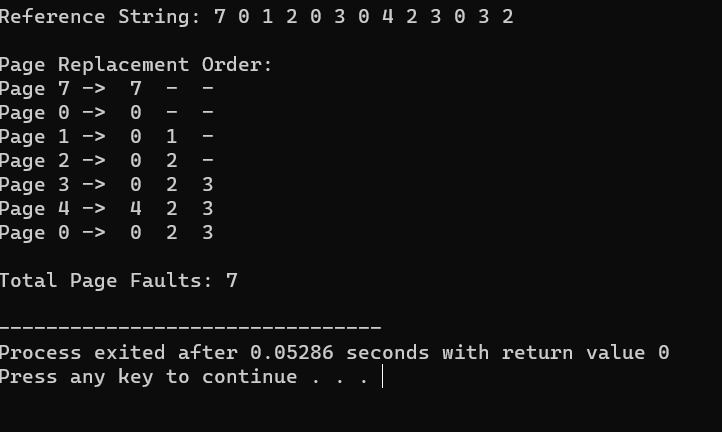 Reference String: 7 0 1 2 0 3 0 4 2 3 0 3 2
Page Replacement Order:
Page 7 -> 7 - -
Page 0 -> 0 - -
Page 1 -> 0 1 -
Page 2 -> 0 2 -
Page 3 -> 0 2 3
Page 4 -> 4 2 3
Page 0 -> 0 2 3
Total Page Faults: 7
--------------------------------
Process exited after 0.05286 seconds with return value 0
Press any key to continue . . .